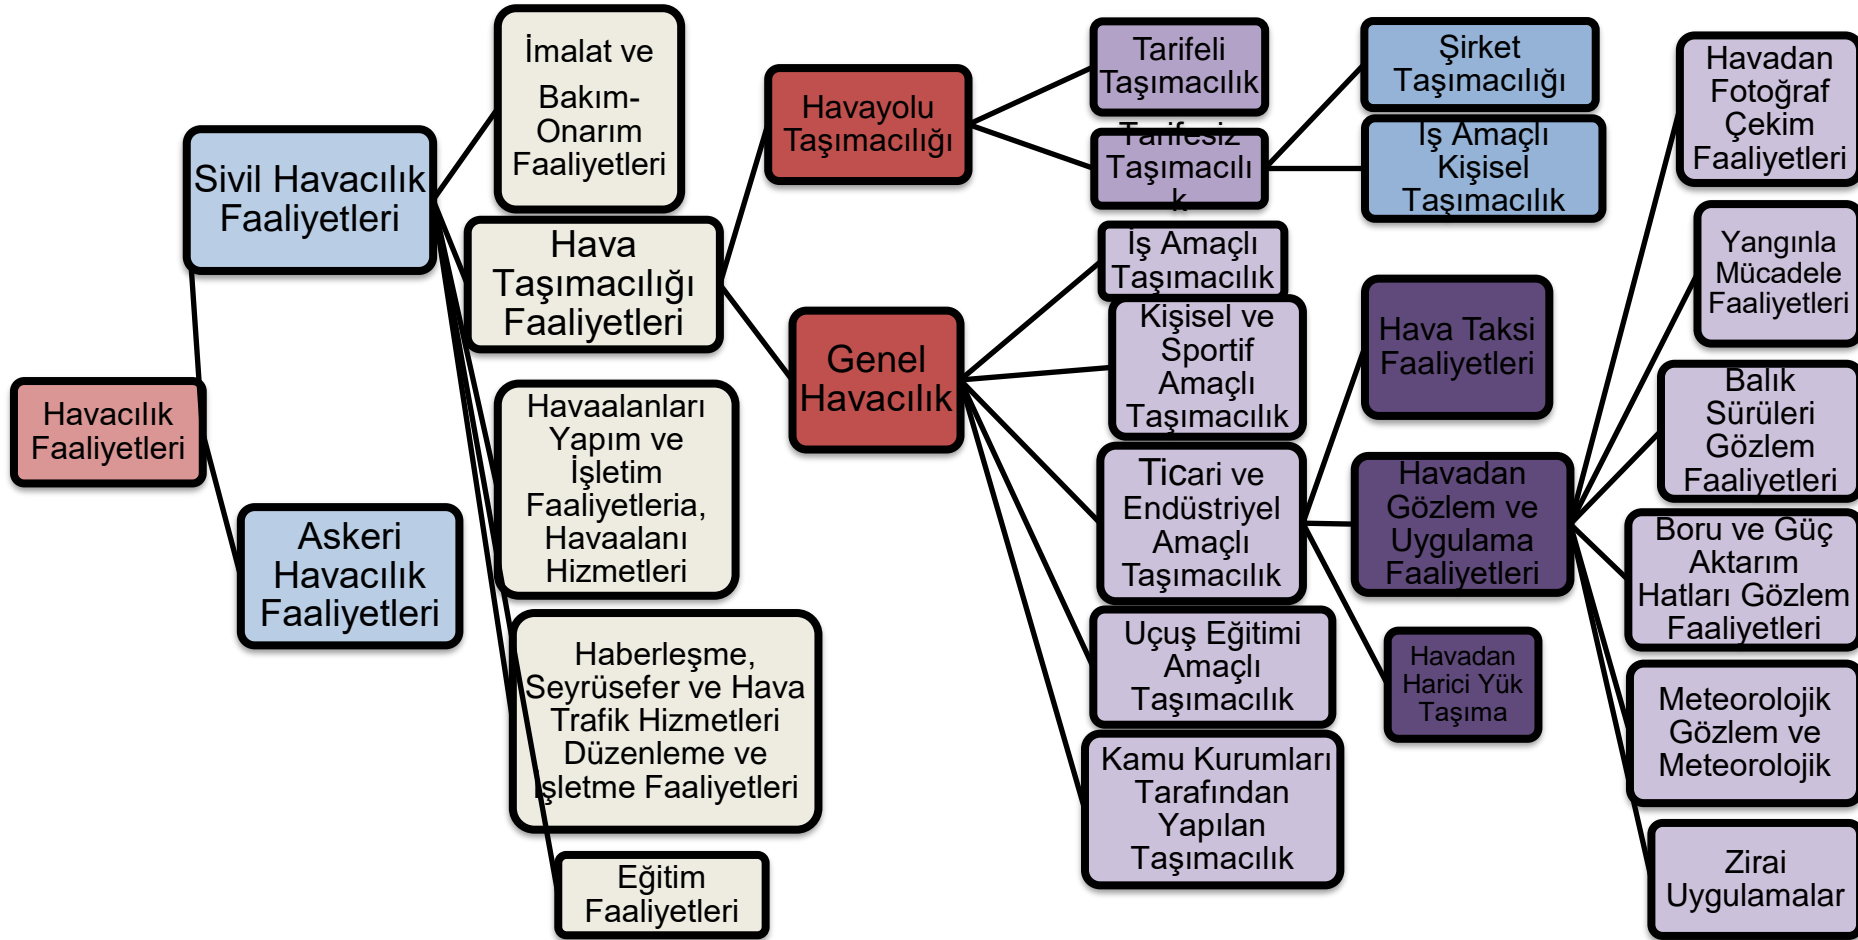 Havacılık
Faaliyetleri
Sivil Havacılık
Faaliyetleri
Askeri
Havacılık
Faaliyetleri
İmalat ve
Bakım-
Onarım
Faaliyetleri
Hava
Taşımacılığı
Faaliyetleri
Havaalanları
Yapım ve
İşletim
Faaliyetleria,
Havaalanı
Hizmetleri
Haberleşme,
Seyrüsefer ve Hava
Trafik Hizmetleri
Düzenleme ve
İşletme Faaliyetleri
Eğitim
Faaliyetleri
Havayolu
Taşımacılığı
Genel
Havacılık
Tarifeli
Taşımacılık
Tarifesiz
Taşımacılı
k
İş Amaçlı
Taşımacılık
Kişisel ve
Sportif
Amaçlı
Taşımacılık
Ticari ve
Endüstriyel
Amaçlı
Taşımacılık
Uçuş Eğitimi
Amaçlı
Taşımacılık
Kamu Kurumları
Tarafından
Yapılan
Taşımacılık
Şirket
Taşımacılığı
İş Amaçlı
Kişisel
Taşımacılık
Hava Taksi
Faaliyetleri
Havadan
Gözlem ve
Uygulama
Faaliyetleri
Havadan
Harici Yük
Taşıma
Havadan
Fotoğraf
Çekim
Faaliyetleri
Yangınla
Mücadele
Faaliyetleri
Balık
Sürüleri
Gözlem
Faaliyetleri
Boru ve Güç
Aktarım
Hatları Gözlem
Faaliyetleri
Meteorolojik
Gözlem ve
Meteorolojik
Zirai
Uygulamalar